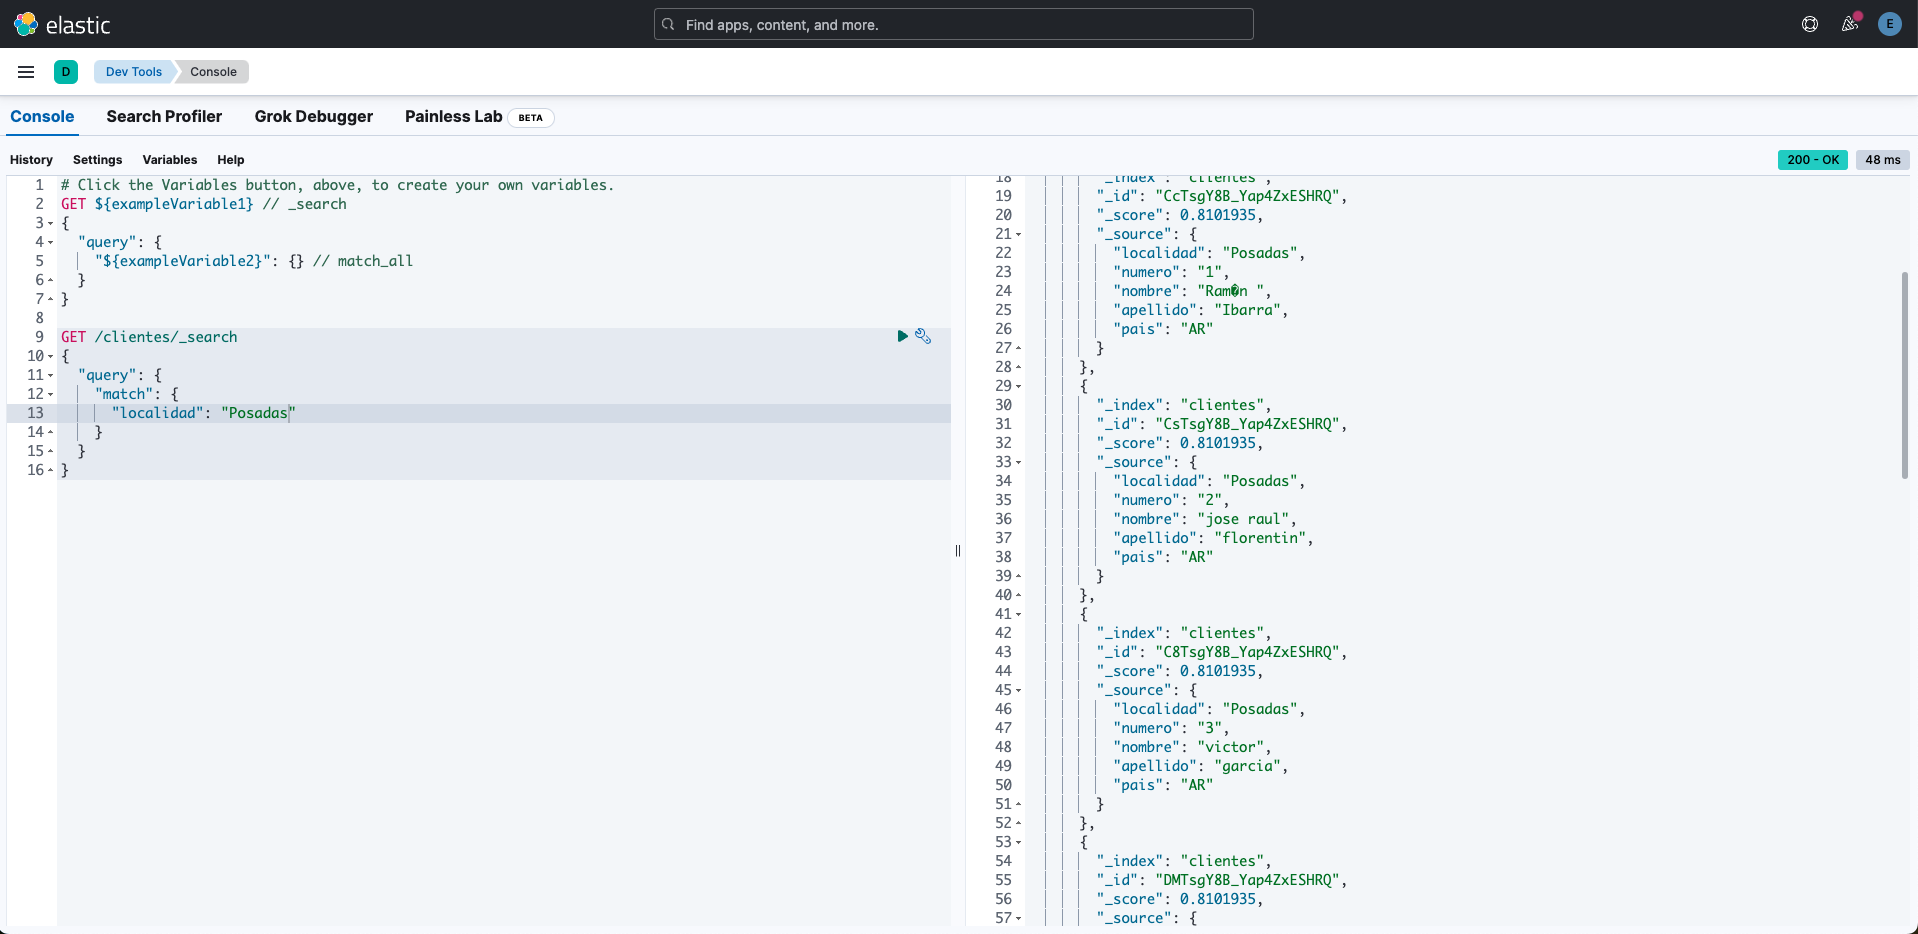 elastic
Find apps, content, and more.
E
D
Dev Tools
Console
Console
Search Profiler
Grok Debugger
Painless Lab
BETA
History
Settings
Variables
Help
200 - OK
48 ms
1 # Click the Variables button, above, to create your own variables.
2 GET ${exampleVariable1} // _search
3 {
4 "query": {
5 "${exampleVariable2}": {} // match_all
6 }
7 }
8
9 GET /clientes/_search
10 {
11 "query": {
12 "match": {
13 "localidad": "Posadas"
14 }
15 }
16 }
18 "_index": "clientes",
19 "_id": "CcTsgY8B_Yap4ZxESHRQ",
20 "_score": 0.8101935,
21 "_source": {
22 "localidad": "Posadas",
23 "numero": "1",
24 "nombre": "Ram�n ",
25 "apellido": "Ibarra",
26 "pais": "AR"
27 }
28 },
29 {
30 "_index": "clientes",
31 "_id": "CsTsgY8B_Yap4ZxESHRQ",
32 "_score": 0.8101935,
33 "_source": {
34 "localidad": "Posadas",
35 "numero": "2",
36 "nombre": "jose raul",
37 "apellido": "florentin",
38 "pais": "AR"
39 }
40 },
41 {
42 "_index": "clientes",
43 "_id": "C8TsgY8B_Yap4ZxESHRQ",
44 "_score": 0.8101935,
45 "_source": {
46 "localidad": "Posadas",
47 "numero": "3",
48 "nombre": "victor",
49 "apellido": "garcia",
50 "pais": "AR"
51 }
52 },
53 {
54 "_index": "clientes",
55 "_id": "DMTsgY8B_Yap4ZxESHRQ",
56 "_score": 0.8101935,
57 "_source": {